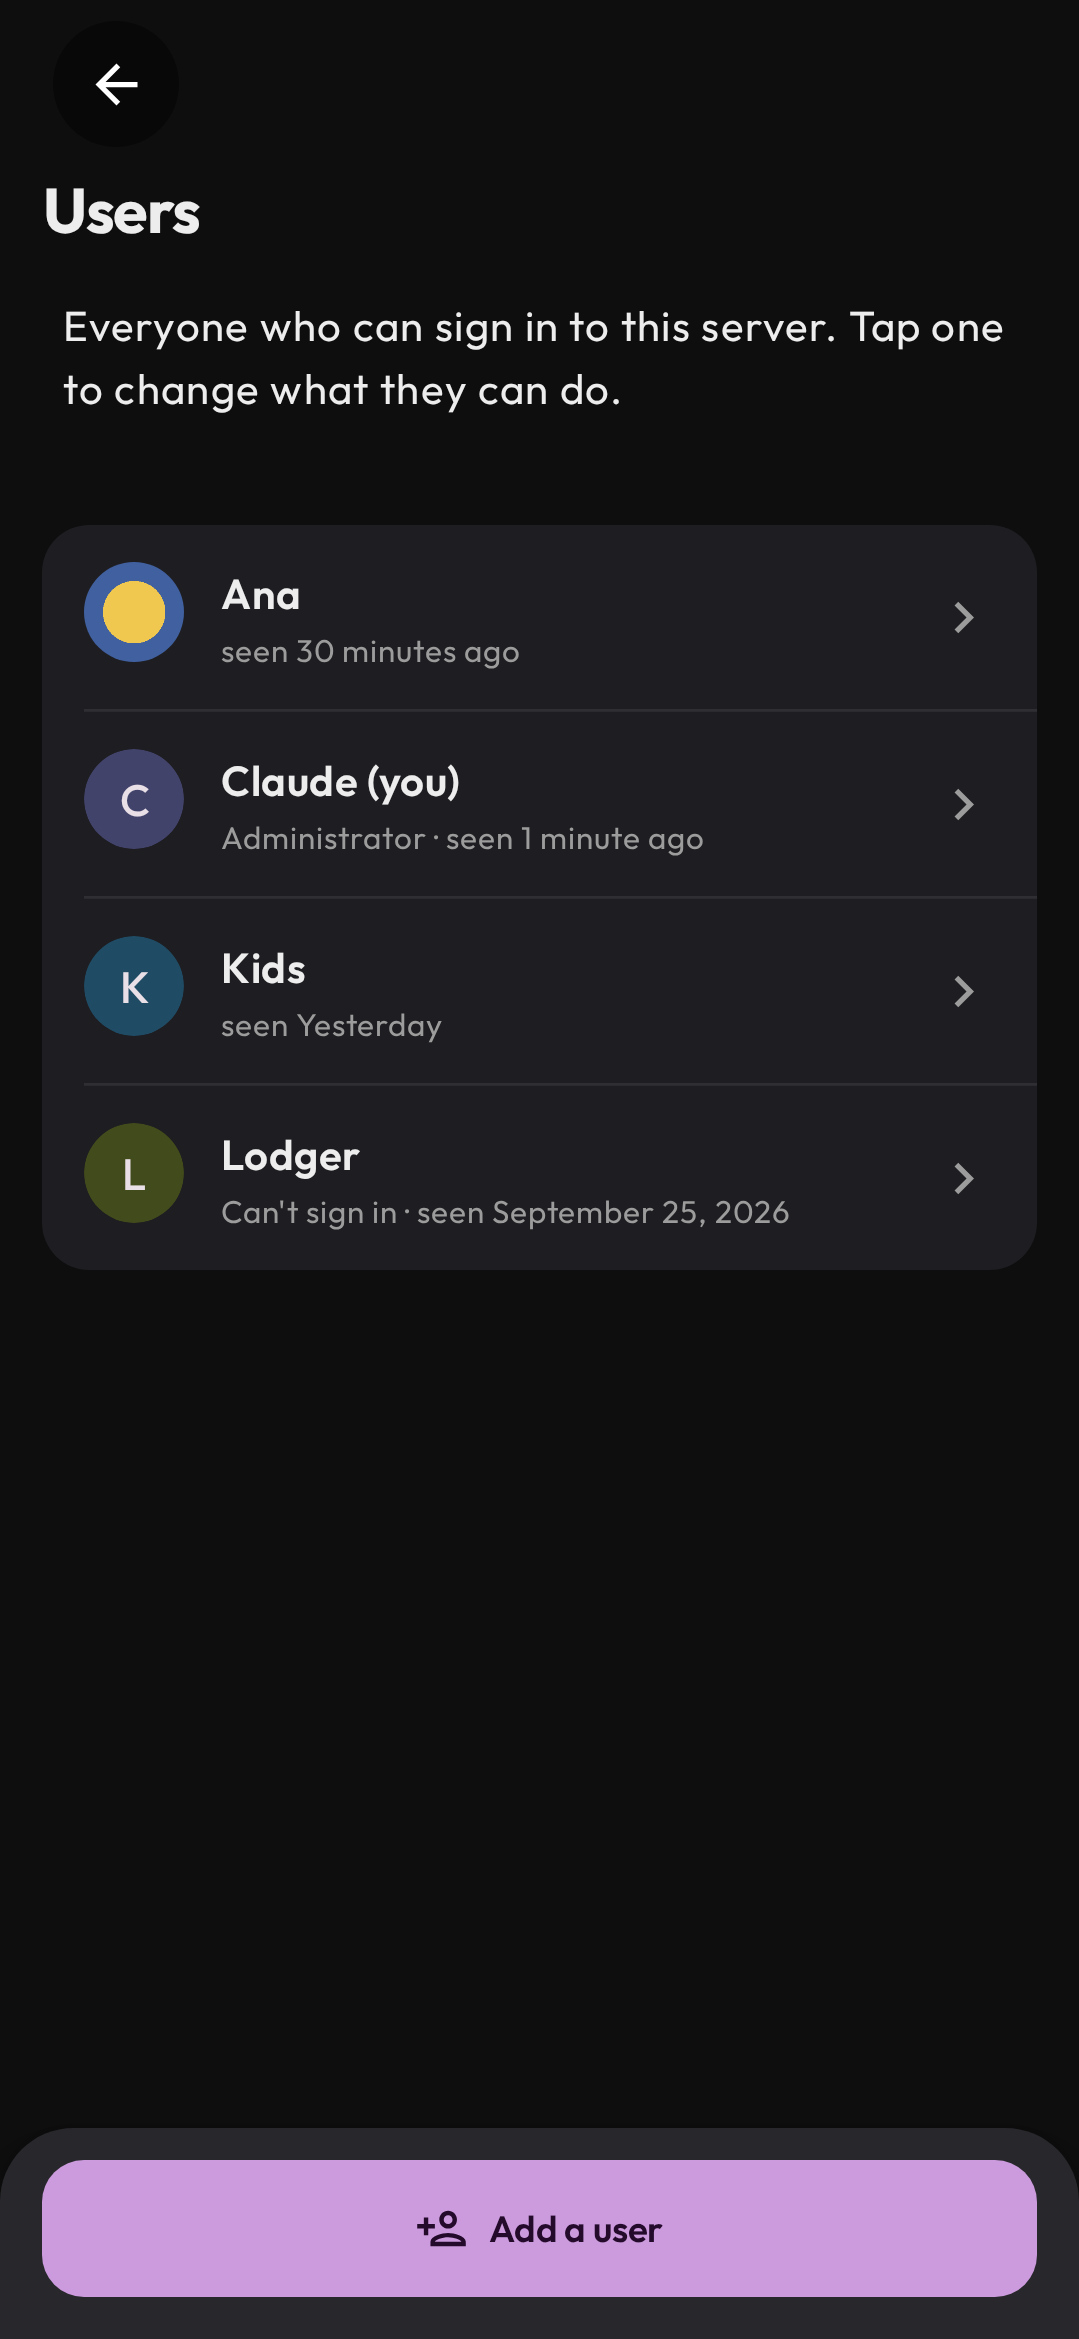 Users
Everyone who can sign in to this server. Tap one
to change what they can do.
Ana
seen 30 minutes ago
C
Claude (you)
Administrator · seen 1 minute ago
K
Kids
seen Yesterday
L
Lodger
Can't sign in · seen September 25, 2026
Add a user